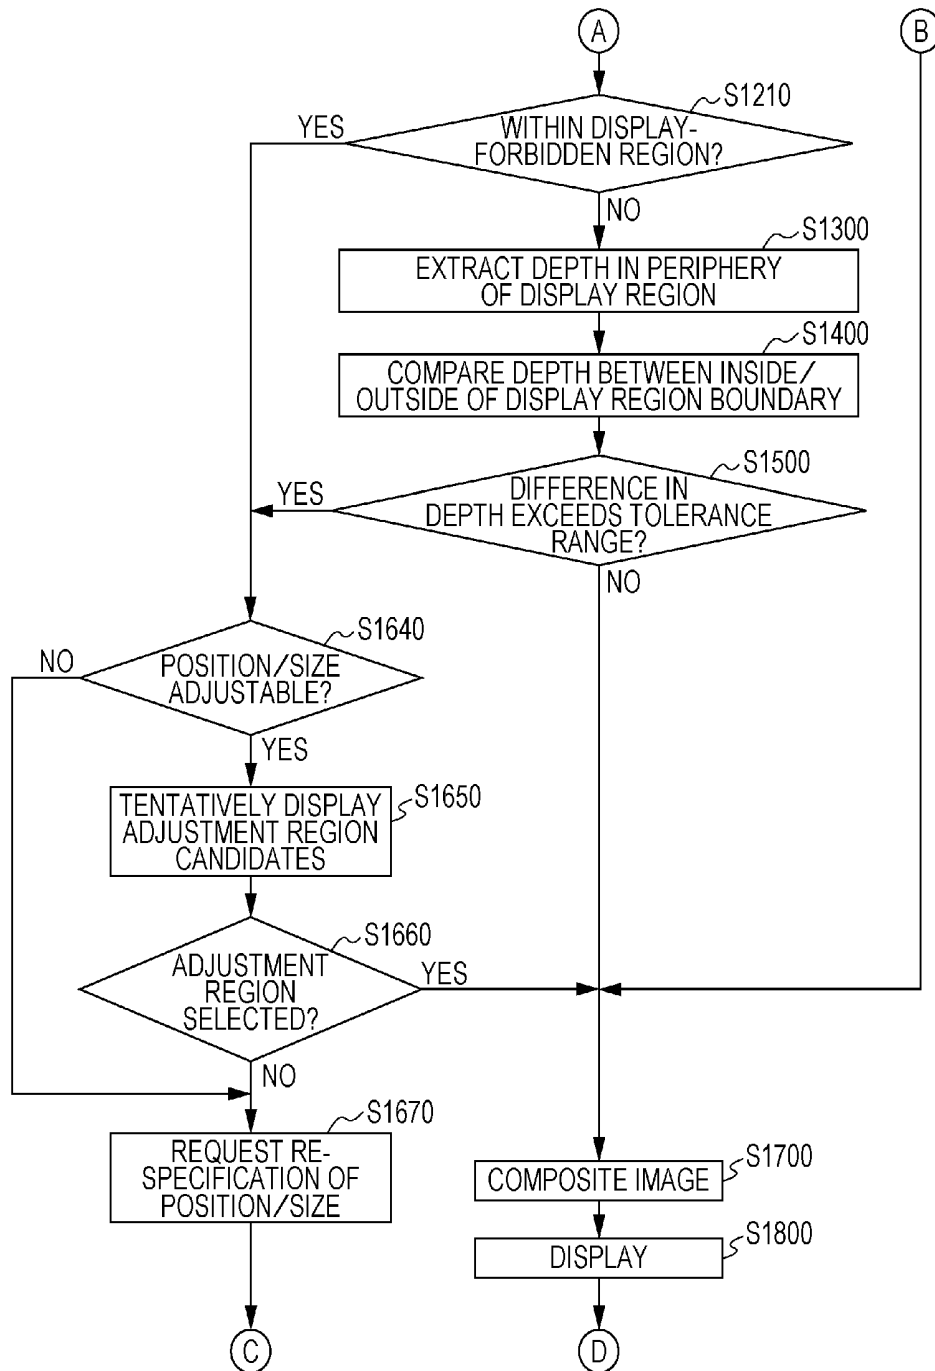 A
B
S1210
YES
WITHIN DISPLAY-
FORBIDDEN REGION?
NO
S1300
EXTRACT DEPTH IN PERIPHERY
OF DISPLAY REGION
S1400
COMPARE DEPTH BETWEEN INSIDE/
OUTSIDE OF DISPLAY REGION BOUNDARY
S1500
YES
DIFFERENCE IN
DEPTH EXCEEDS TOLERANCE
RANGE?
NO
S1640
NO
POSITION/SIZE
ADJUSTABLE?
YES
S1650
TENTATIVELY DISPLAY
ADJUSTMENT REGION
CANDIDATES
S1660
ADJUSTMENT
REGION
SELECTED?
YES
NO
S1670
REQUEST RE-
SPECIFICATION OF
POSITION/SIZE
S1700
COMPOSITE IMAGE
S1800
DISPLAY
C
D